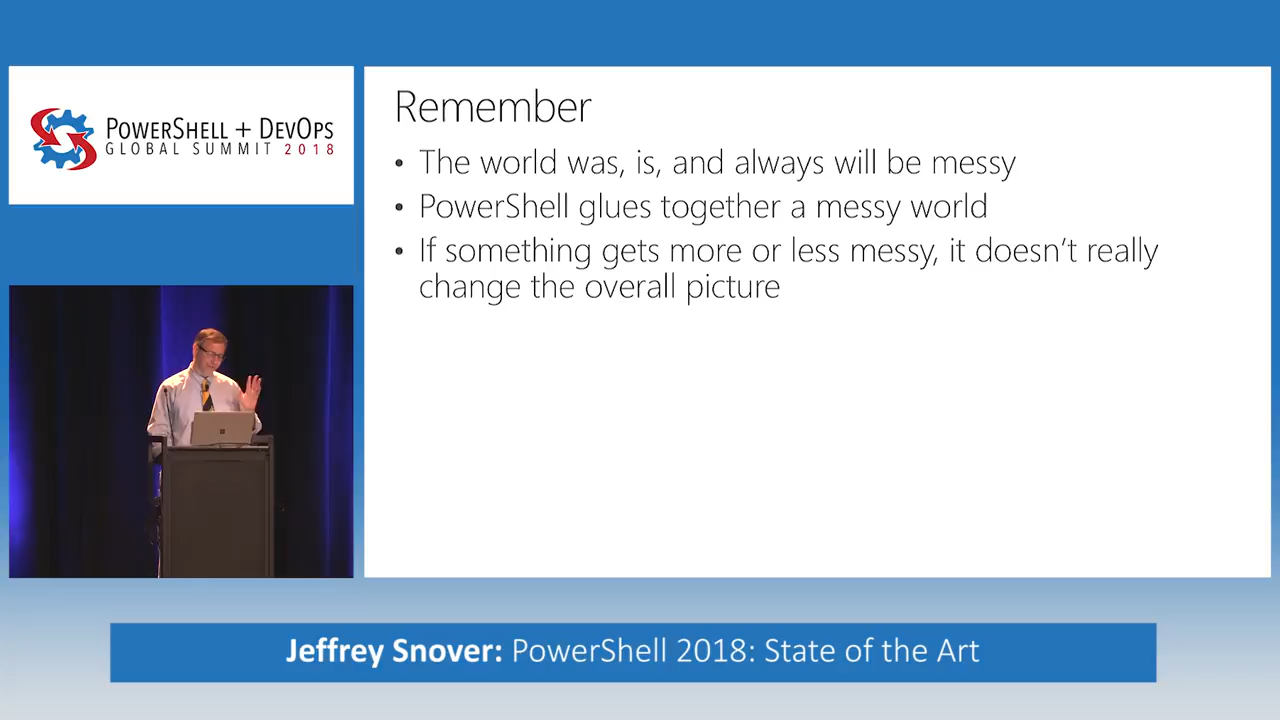 PowerShell + DevOps
Global Summit 2018
Remember
• The world was, is, and always will be messy
• PowerShell glues together a messy world
• If something gets more or less messy, it doesn’t really
change the overall picture
Jeffrey Snover: PowerShell 2018: State of the Art